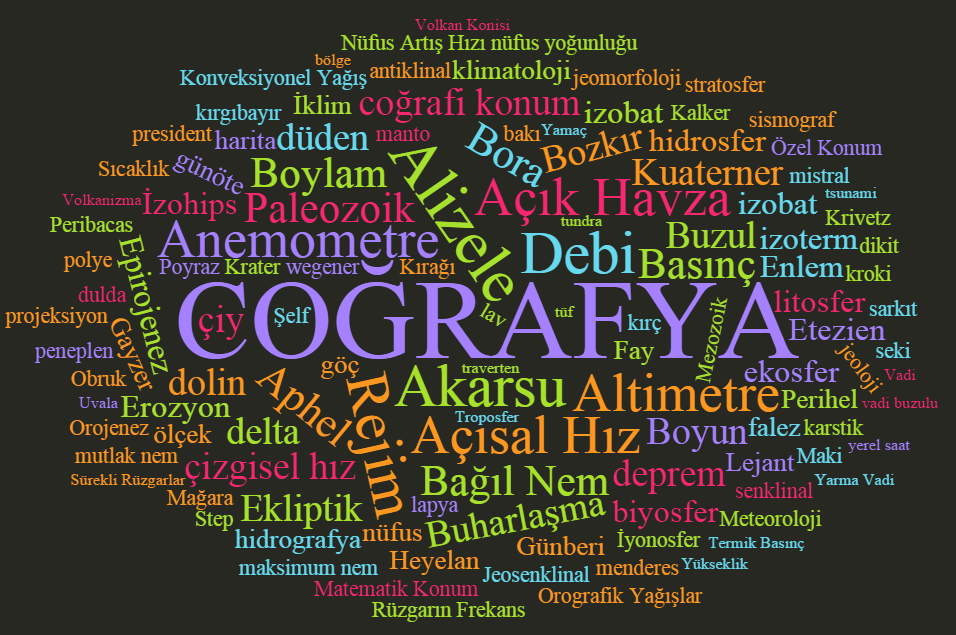 Volkan Konisi
Nüfus Artış Hızı nüfus yoğunluğu
bölge
Konveksiyonel Yağış antiklinal klimatoloji jeomorfoloji stratosfer
kırgıbayır İklim coğrafi konum izobat Kalker sismograf
president harita düden manto Bora bakı Yamaç Bozkır hidrosfer Özel Konum
Sıcaklık günöte Boylam Alizele Açık Havza Kuaterner mistral
Volkanizma İzohips Paleozoik tundra izobat tsunami
Peribacas Anemometre Debi Buzul izoterm Krivetz dikit
polye Epirojenez Poyraz Krater wegener Kırağı Basınç Enlem kroki
dulda çiy COĞRAFYA litosfer sarkıt
projeksiyon Gayzer Şelf lav tüf kırç Mezozoik Etezien
peneplen göç Fay jeoloji seki
Obruk dolin Aphel Rejim : travertenn Akarsu Altimetre ekosfer Vadi
Uvala Erozyon Troposfer Perihel vadi buzulu
Orojenez ölçek delta Açısal Hız Boyun falez karstik
mutlak nem çizgisel hız Bağıl Nem deprem Lejant Maki yerel saat
Sürekli Rüzgarlar senklinal Yarma Vadi
Mağara Ekliptik lapya Buharlaşma biyosfer Meteoroloji
Step nüfus
hidrografya Günberi İyonosfer Termik Basınç
maksimum nem Heyelan Jeosenklinal menderes Yükseklik
Matematik Konum Orografik Yağışlar
Rüzgarın Frekans